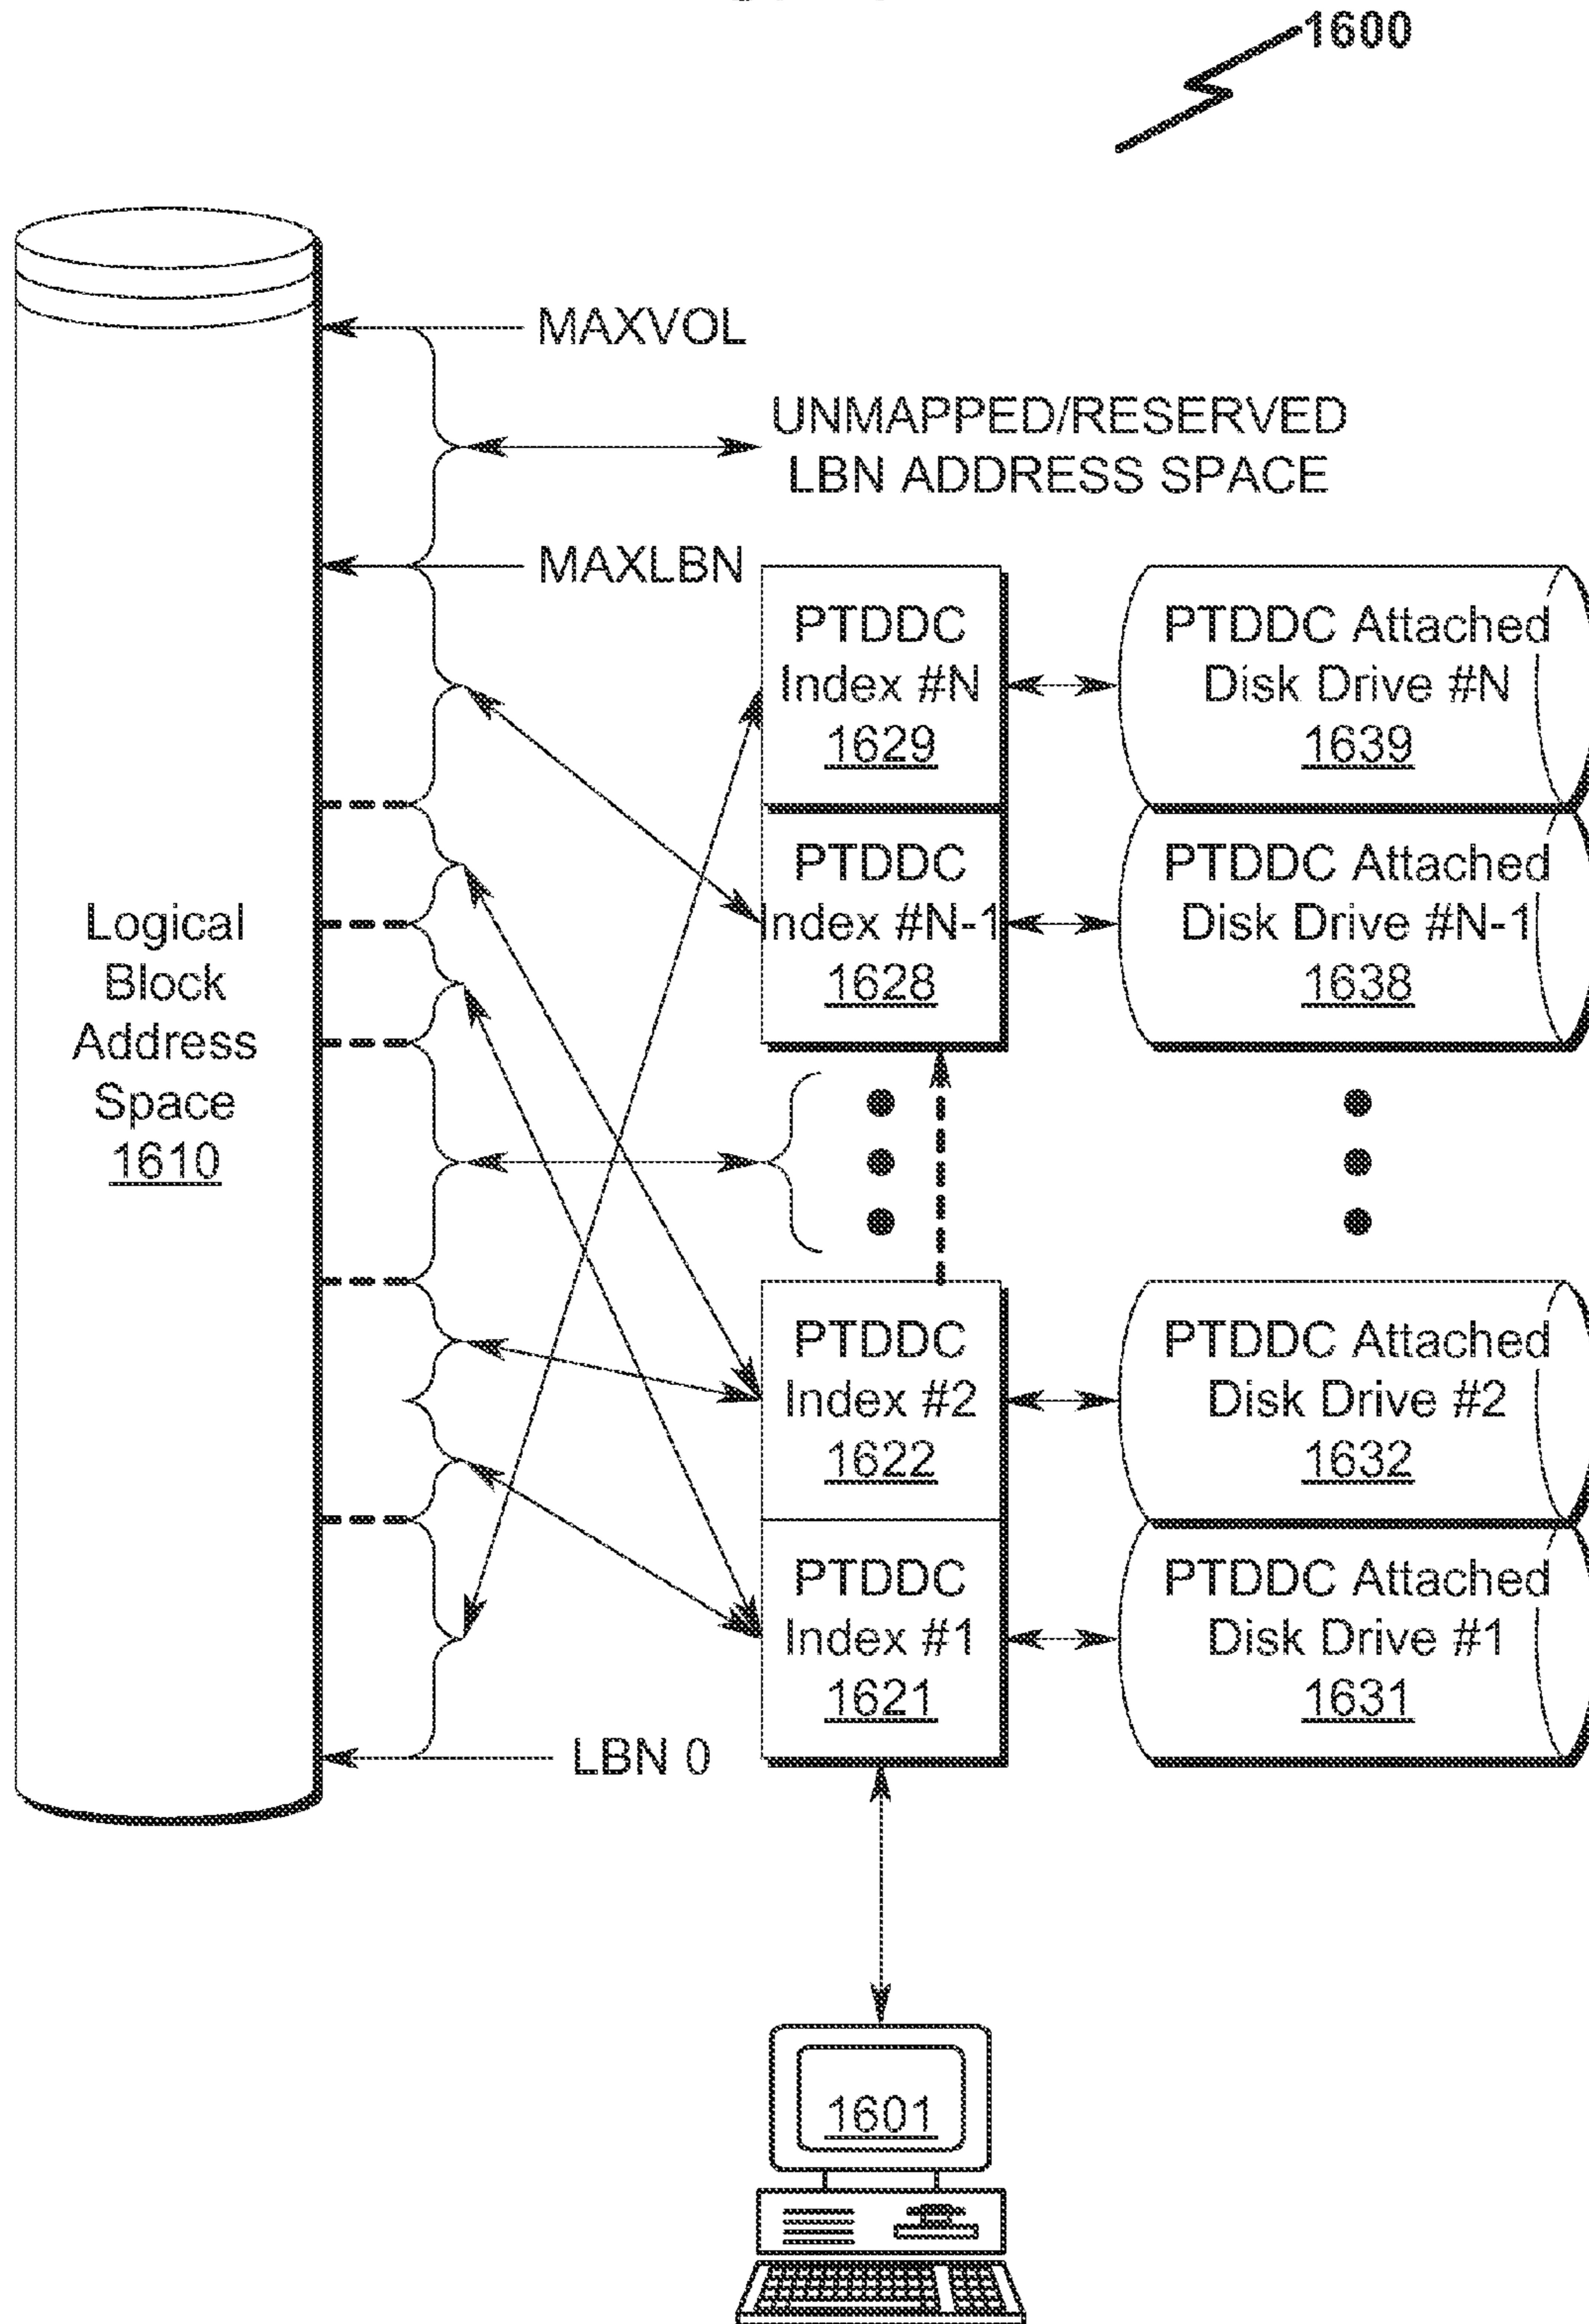 1600
MAXVOL
UNMAPPED/RESERVED
LBN ADDRESS SPACE
MAXLBN
PTDDC
Index #N
1629
PTDDC Attached
Disk Drive #N
1639
PTDDC
Index #N-1
1628
PTDDC Attached
Disk Drive #N-1
1638
Logical
Block
Address
Space
1610
PTDDC
Index #2
1622
PTDDC Attached
Disk Drive #2
1632
PTDDC
Index #1
1621
PTDDC Attached
Disk Drive #1
1631
LBN 0
1601